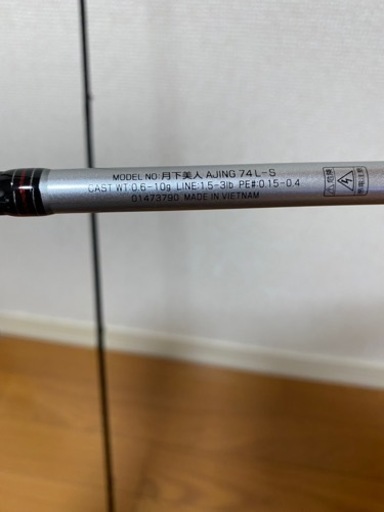 MODEL NO:月下美人 AJING 74L-S
CAST WT:0.6-10g LINE:1.5-3lb PE#:0.15-0.4
01473790 MADE IN VIETNAM